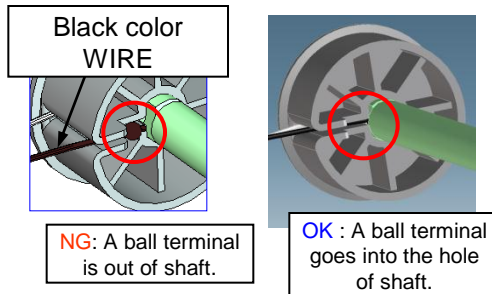 Black color
WIRE
NG: A ball terminal
is out of shaft.
OK : A ball terminal
goes into the hole
of shaft.